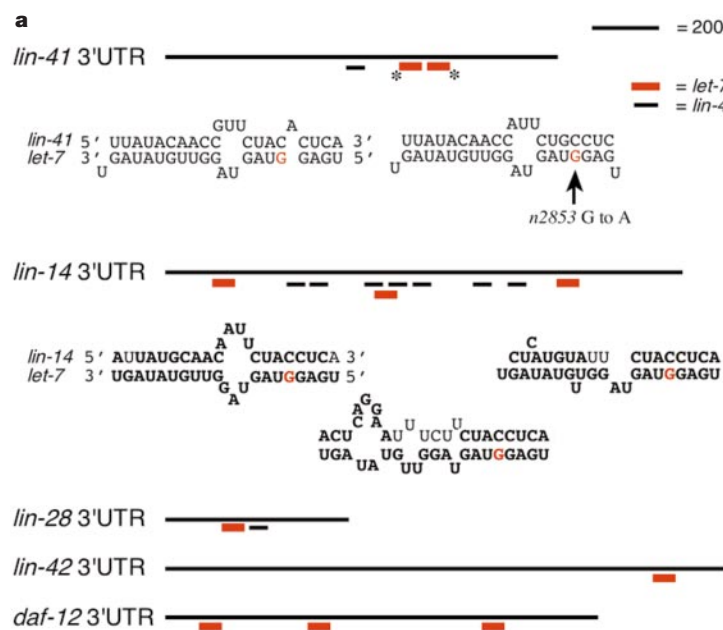 a
lin-41 3'UTR
= 200
= let-7
= lin-4
* *
GUU A
lin-41 5' UUAUACAACC CUAC CUCA 3'
let-7 3' GAUAUGUUGG GAUG GAGU 5'
U AU
AUU
UUAUACAACC CUGCCUC
GAUAUGUUGG GAUGGAG
U AU U
n2853 G to A
lin-14 3'UTR
AU
A U
lin-14 5' AUUAUGCAAC CUACCUCA 3'
let-7 3' UGAUAUGUUG GAUGGAGU 5'
G U
A
C
CUAUGUAUU CUACCUCA
UGAUAUGUGG GAUGGAGU
U AU
G
A G
C A
U U
ACU AU UCUU CUACCUCA
UGAU UG GGA GAUGGAGU
UA UU U
lin-28 3'UTR
lin-42 3'UTR
daf-12 3'UTR